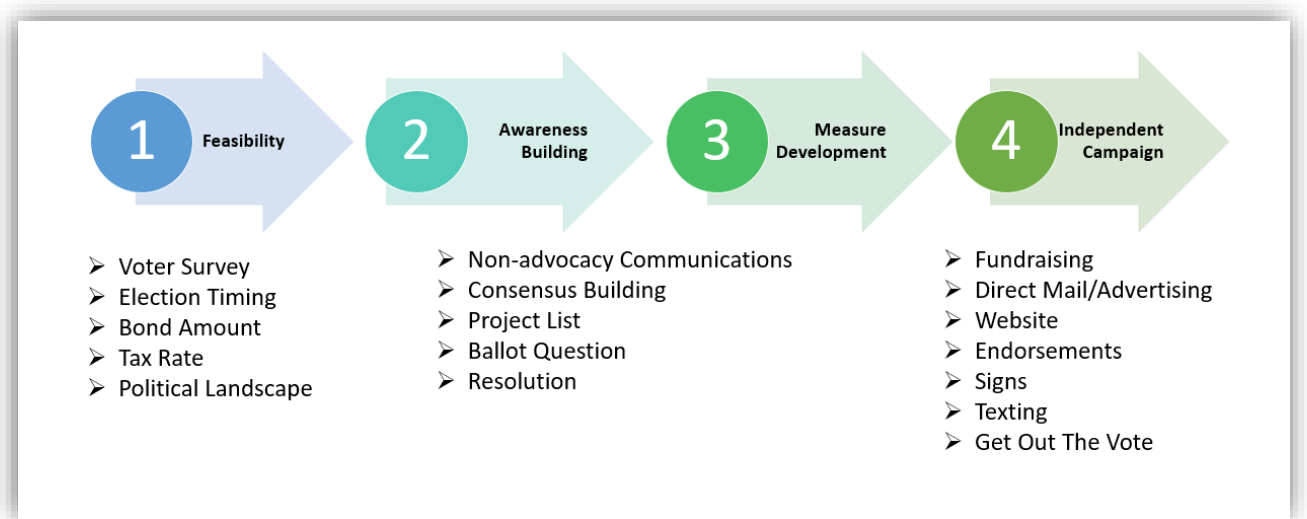 1
Feasibility
2
Awareness
Building
3
Measure
Development
4
Independent
Campaign
➢ Voter Survey
➢ Election Timing
➢ Bond Amount
➢ Tax Rate
➢ Political Landscape
➢ Non-advocacy Communications
➢ Consensus Building
➢ Project List
➢ Ballot Question
➢ Resolution
➢ Fundraising
➢ Direct Mail/Advertising
➢ Website
➢ Endorsements
➢ Signs
➢ Texting
➢ Get Out The Vote